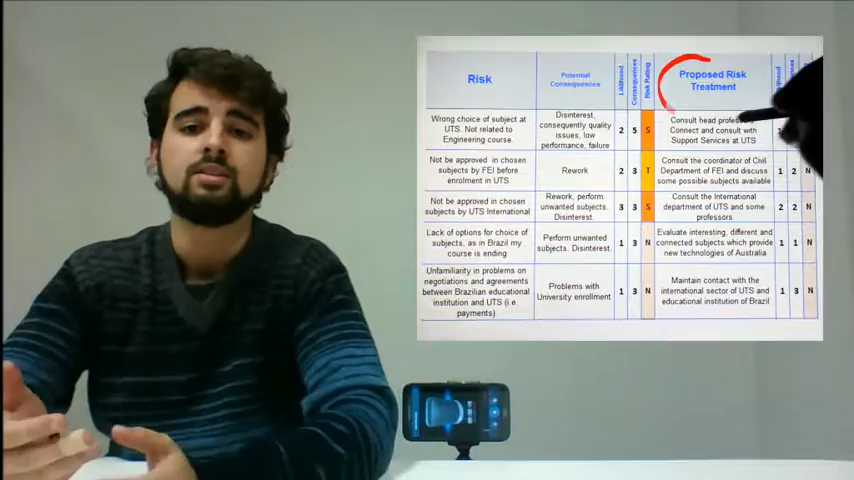 Risk
Potential
Consequences
Likelihood
Consequences
Risk Rating
Proposed Risk
Treatment
Wrong choice of subject at
UTS. Not related to
Engineering course.
Disinterest,
consequently quality
issues, low
performance, failure
2 5 S
Consult head
Connect and consult with
Support Services at UTS
Not be approved in chosen
subjects by FEI before
enrolment in UTS
Rework
2 3 T
Consult the coordinator of Civil
Department of FEI and discuss
some possible subjects available
1 2 N
Not be approved in chosen
subjects by UTS International
Rework, perform
unwanted subjects.
Disinterest.
3 3 S
Consult the International
department of UTS and some
professors
2 2 N
Lack of options for choice of
subjects, as in Brazil my
course is ending
Perform unwanted
subjects. Disinterest.
1 3 N
Evaluate interesting, different and
connected subjects which provide
new technologies of Australia
1 1 N
Unfamiliarity in problems on
negotiations and agreements
between Brazilian educational
institution and UTS (i.e.
payments)
Problems with
University enrollment
1 3 N
Maintain contact with the
international sector of UTS and
educational institution of Brazil
1 3 N